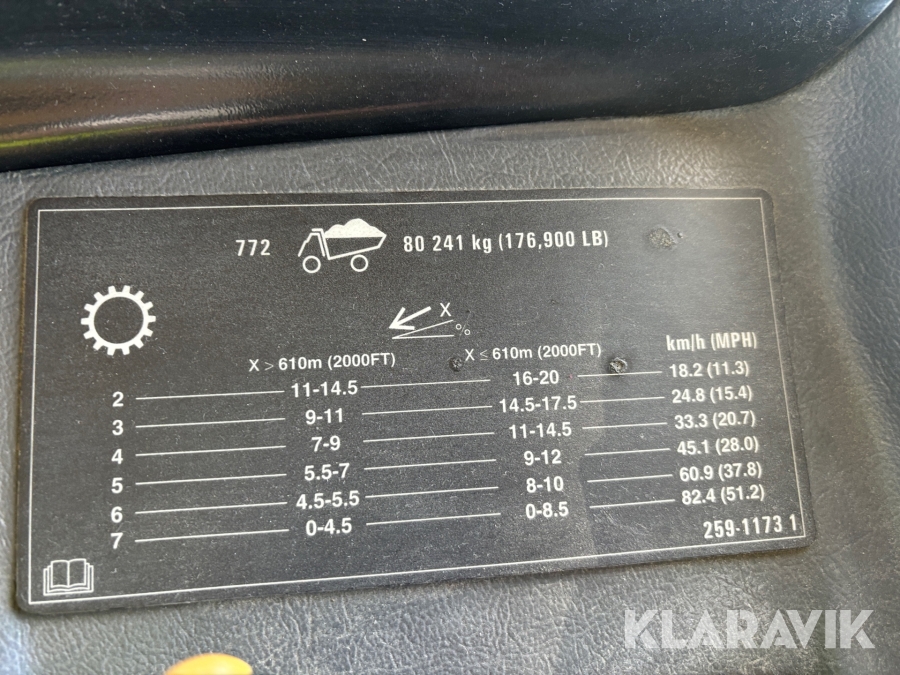 772 80 241 kg (176,900 LB)
X
%
X > 610m (2000FT) X ≤ 610m (2000FT) km/h (MPH)
2 11-14.5 16-20 18.2 (11.3)
3 9-11 14.5-17.5 24.8 (15.4)
4 7-9 11-14.5 33.3 (20.7)
5 5.5-7 9-12 45.1 (28.0)
6 4.5-5.5 8-10 60.9 (37.8)
7 0-4.5 0-8.5 82.4 (51.2)
259-1173 1
KLARAVIK